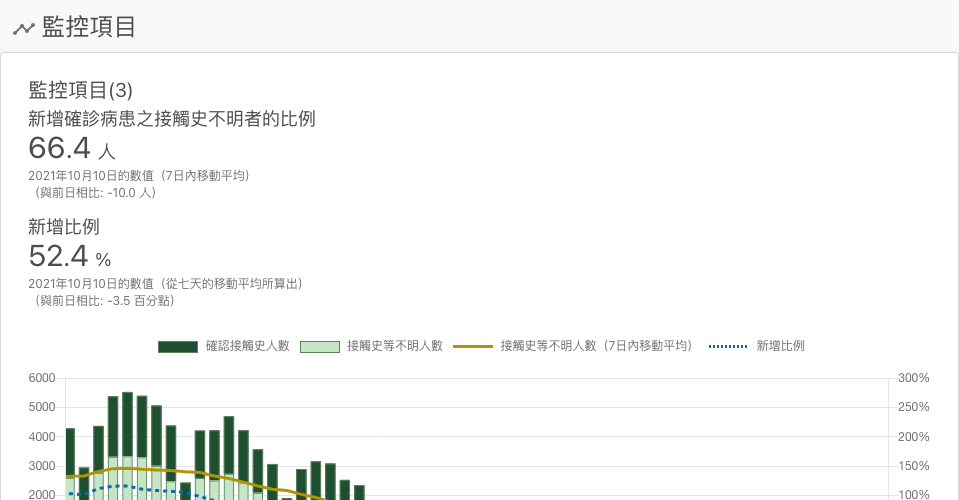 監控項目
監控項目(3)
新增確診病患之接觸史不明者的比例
66.4 人
2021年10月10日的數值（7日內移動平均）
（與前日相比: -10.0 人）
新增比例
52.4 %
2021年10月10日的數值（從七天的移動平均所算出）
（與前日相比: -3.5 百分點）
確認接觸史人數 接觸史等不明人數 接觸史等不明人數（7日內移動平均） 新增比例
6000 300%
5000 250%
4000 200%
3000 150%
2000 100%